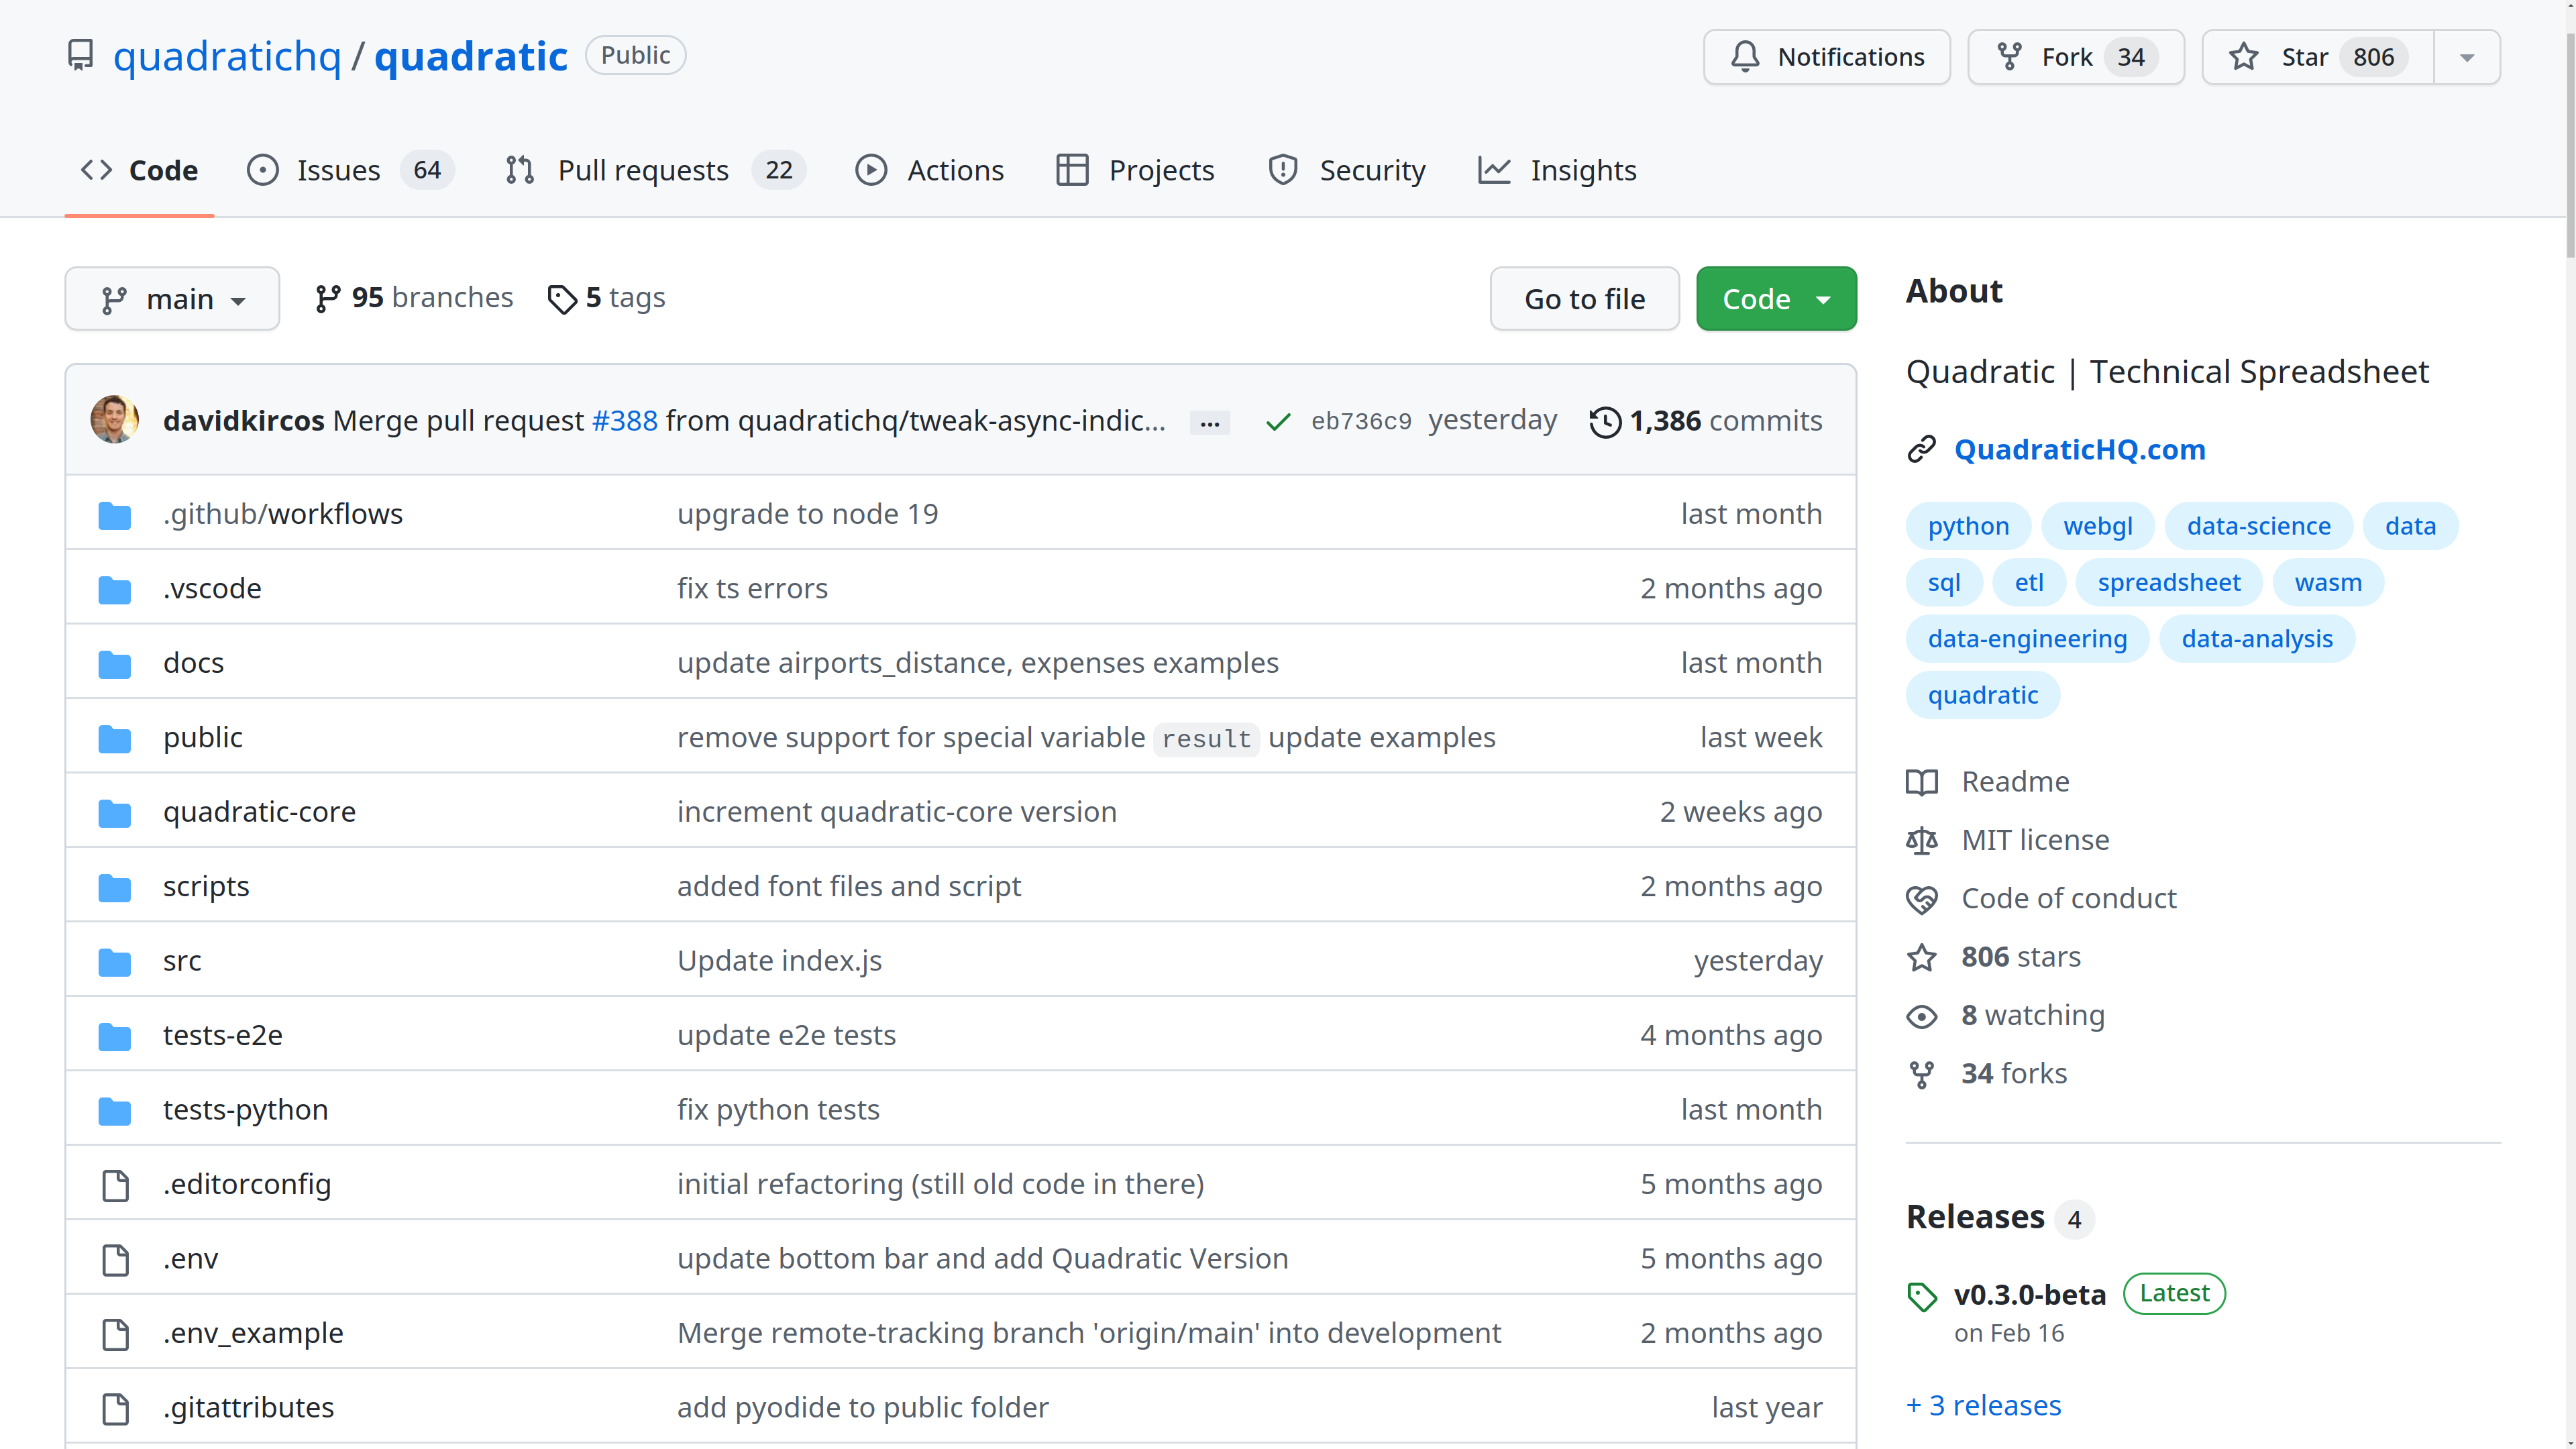 quadratichq / quadratic Public Notifications Fork 34 Star 806
Code Issues 64 Pull requests 22 Actions Projects Security Insights
main 95 branches 5 tags Go to file Code
davidkircos Merge pull request #388 from quadratichq/tweak-async-indic... ... eb736c9 yesterday 1,386 commits
.github/workflows upgrade to node 19 last month
.vscode fix ts errors 2 months ago
docs update airports_distance, expenses examples last month
public remove support for special variable result update examples last week
quadratic-core increment quadratic-core version 2 weeks ago
scripts added font files and script 2 months ago
src Update index.js yesterday
tests-e2e update e2e tests 4 months ago
tests-python fix python tests last month
.editorconfig initial refactoring (still old code in there) 5 months ago
.env update bottom bar and add Quadratic Version 5 months ago
.env_example Merge remote-tracking branch 'origin/main' into development 2 months ago
.gitattributes add pyodide to public folder last year
About
Quadratic | Technical Spreadsheet
QuadraticHQ.com
python webgl data-science data
sql etl spreadsheet wasm
data-engineering data-analysis
quadratic
Readme
MIT license
Code of conduct
806 stars
8 watching
34 forks
Releases 4
v0.3.0-beta Latest
on Feb 16
+ 3 releases